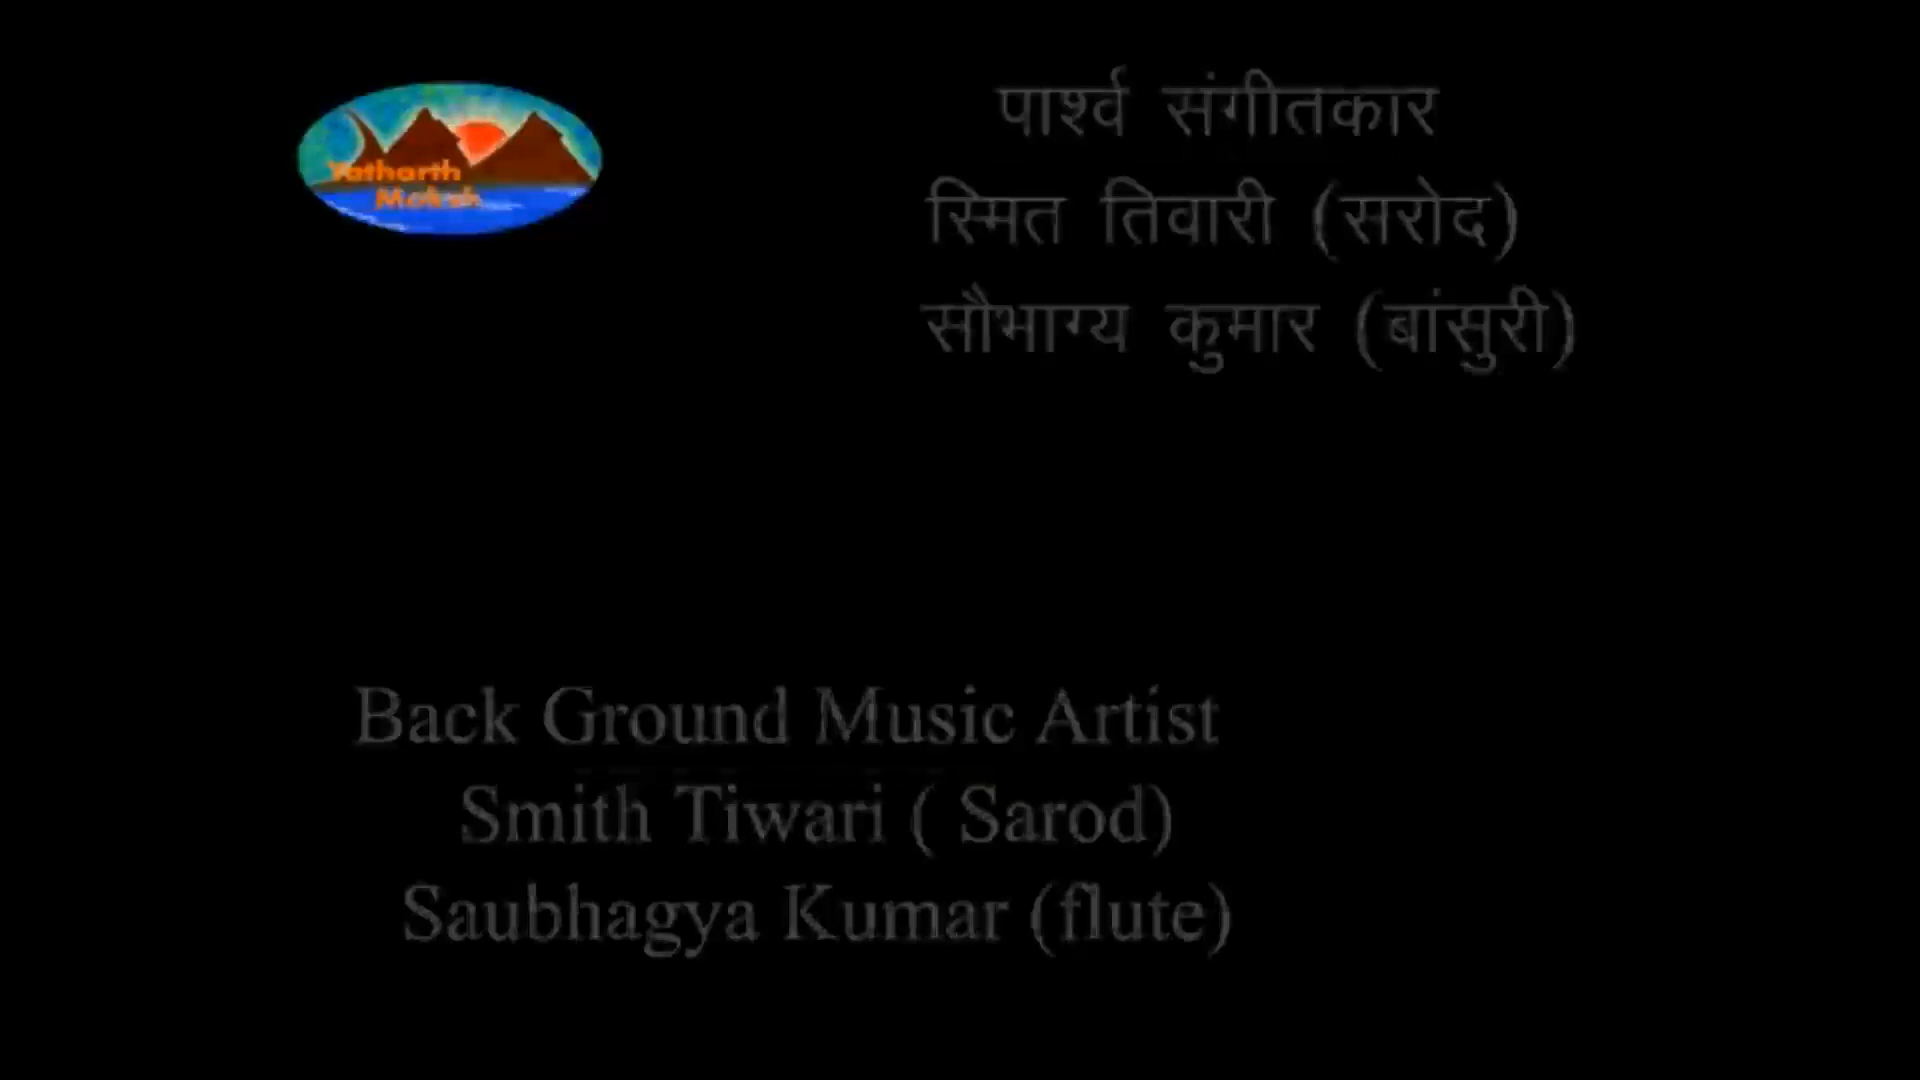 Yatharth
Moksh
पार्श्व संगीतकार
स्मित तिवारी (सरोद)
सौभाग्य कुमार (बांसुरी)
Back Ground Music Artist
Smith Tiwari ( Sarod)
Saubhagya Kumar (flute)